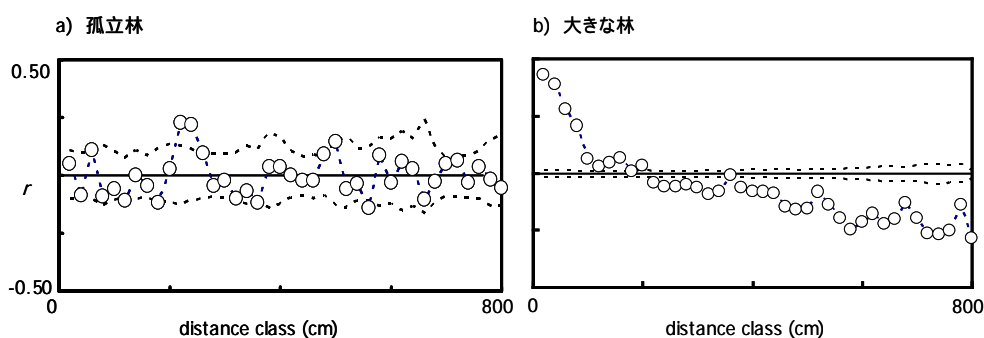 a) 孤立林
0.50
r
-0.50
0
800
distance class (cm)
b) 大きな林
0
800
distance class (cm)